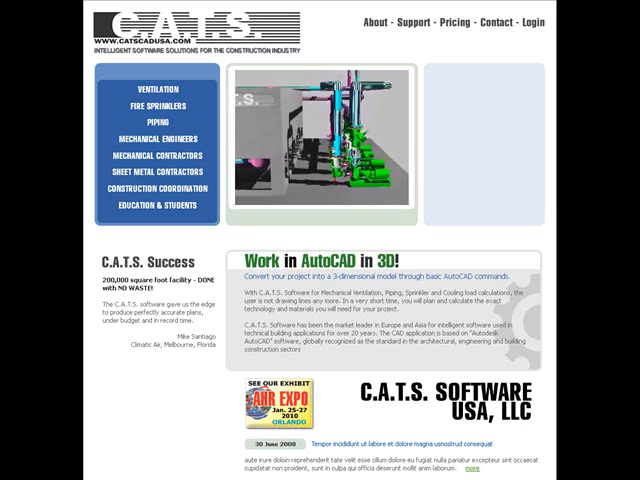 C.A.T.S.
WWW.CATSCADUSA.COM
INTELLIGENT SOFTWARE SOLUTIONS FOR THE CONSTRUCTION INDUSTRY
About - Support - Pricing - Contact - Login
VENTILATION
FIRE SPRINKLERS
PIPING
MECHANICAL ENGINEERS
MECHANICAL CONTRACTORS
SHEET METAL CONTRACTORS
CONSTRUCTION COORDINATION
EDUCATION & STUDENTS
T.S.
C.A.T.S. Success
200,000 square foot facility - DONE
with NO WASTE!
The C.A.T.S. software gave us the edge
to produce perfectly accurate plans,
under budget and in record time.
Mike Santiago
Climatic Air, Melbourne, Florida
Work in AutoCAD in 3D!
Convert your project into a 3-dimensional model through basic AutoCAD commands.
With C.A.T.S. Software for Mechanical Ventilation, Piping, Sprinkler and Cooling load calculations, the
user is not drawing lines any more. In a very short time, you will plan and calculate the exact
technology and materials you will need for your project.
C.A.T.S. Software has been the market leader in Europe and Asia for intelligent software used in
technical building applications for over 20 years. The CAD application is based on "Autodesk
AutoCAD" software, globally recognized as the standard in the architectural, engineering and building
construction sectors
SEE OUR EXHIBIT
AHR EXPO
Jan. 25-27
2010
ORLANDO
C.A.T.S. SOFTWARE
USA, LLC
30 June 2008
Tempor incididunt ut labore et dolore magna usnostrud consequat
aute irure doloin reprehenderit tate velit esse cillum dolore eu fugiat nulla pariatur excepteur sint occaecat
cupidatat non proident, sunt in culpa qui officia deserunt mollit anim laborum. more